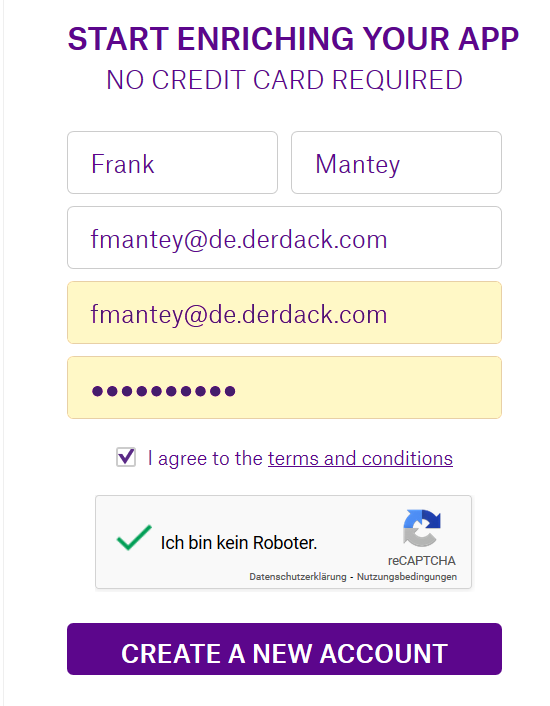 START ENRICHING YOUR APP
NO CREDIT CARD REQUIRED
Frank Mantey
fmantey@de.derdack.com
fmantey@de.derdack.com
••••••••••
I agree to the terms and conditions
Ich bin kein Roboter.
reCAPTCHA
Datenschutzerklärung - Nutzungsbedingungen
CREATE A NEW ACCOUNT